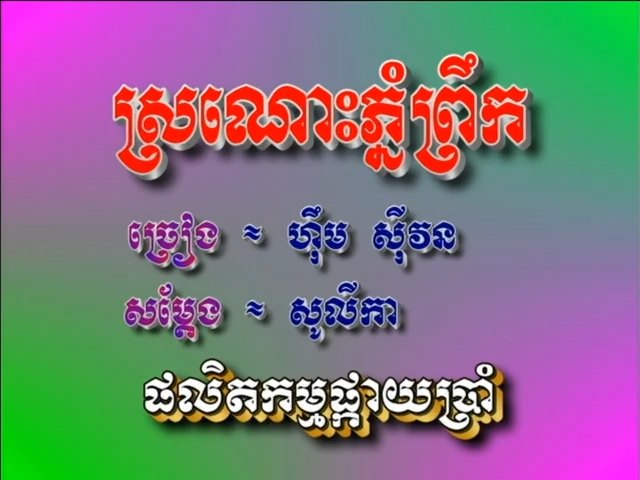 ស្រណោះភ្នំព្រឹក
ច្រៀង ~ ហ៊ឹម ស៊ីវន
សម្ដែង ~ សូលីកា
ផលិតកម្មផ្កាយប្រាំ